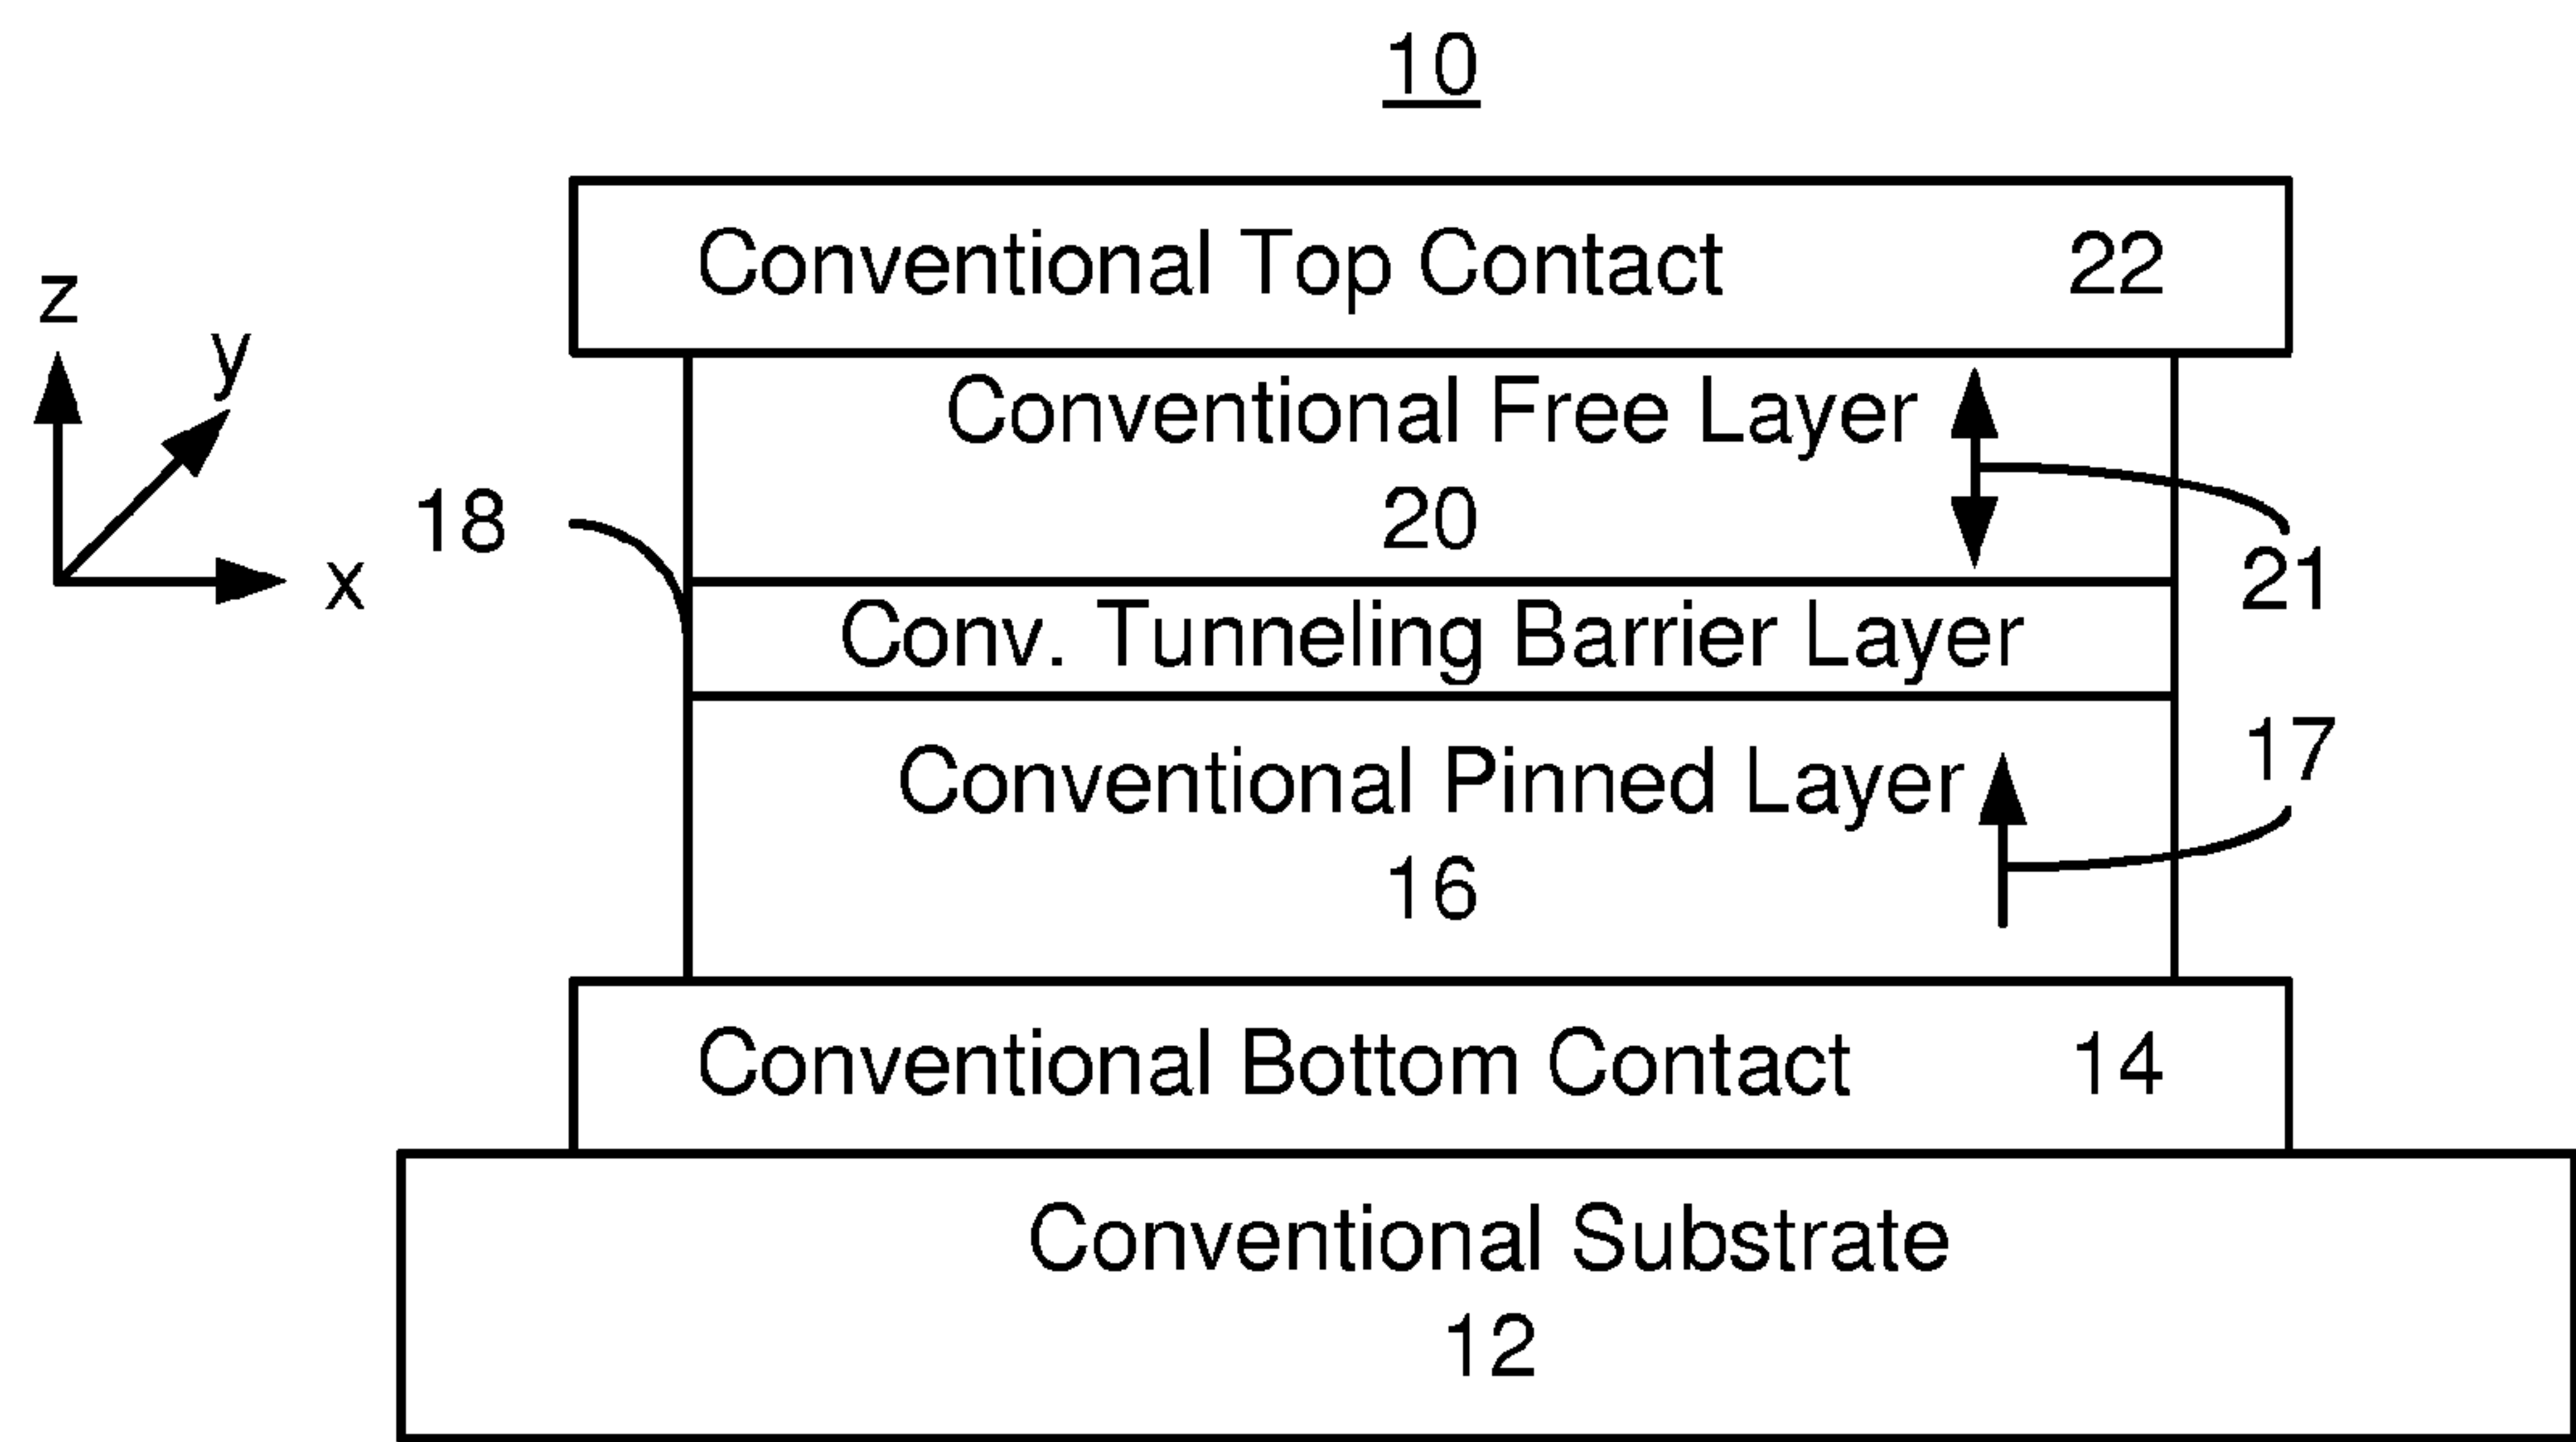 10
Conventional Top Contact 22
z
y
x
Conventional Free Layer
20
21
18
Conv. Tunneling Barrier Layer
Conventional Pinned Layer
16
17
Conventional Bottom Contact 14
Conventional Substrate
12